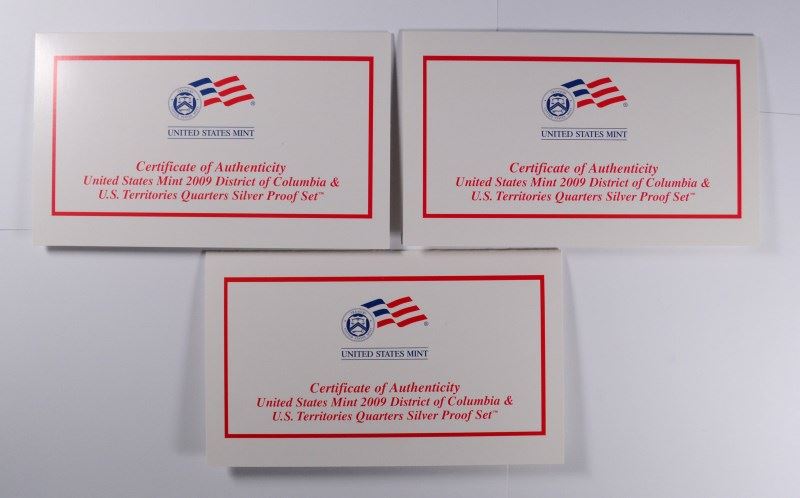 UNITED STATES MINT
Certificate of Authenticity
United States Mint 2009 District of Columbia &
U.S. Territories Quarters Silver Proof Set™
UNITED STATES MINT
Certificate of Authenticity
United States Mint 2009 District of Columbia &
U.S. Territories Quarters Silver Proof Set™
UNITED STATES MINT
Certificate of Authenticity
United States Mint 2009 District of Columbia &
U.S. Territories Quarters Silver Proof Set™